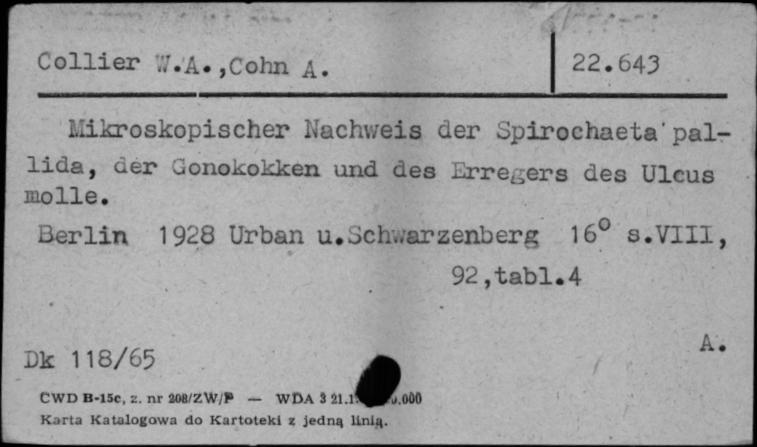 Collier W.A.,Cohn A.
22.643
Mikroskopischer Nachweis der Spirochaeta pal-
lida, der Gonokokken und des Erregers des Ulcus
molle.
Berlin 1928 Urban u.Schwarzenberg 16° s.VIII,
92,tabl.4
A.
Dk 118/65
CWD B-15c, z. nr 208/ZW/P — WDA 3 21.1
Karta Katalogowa do Kartoteki z jedną linią.